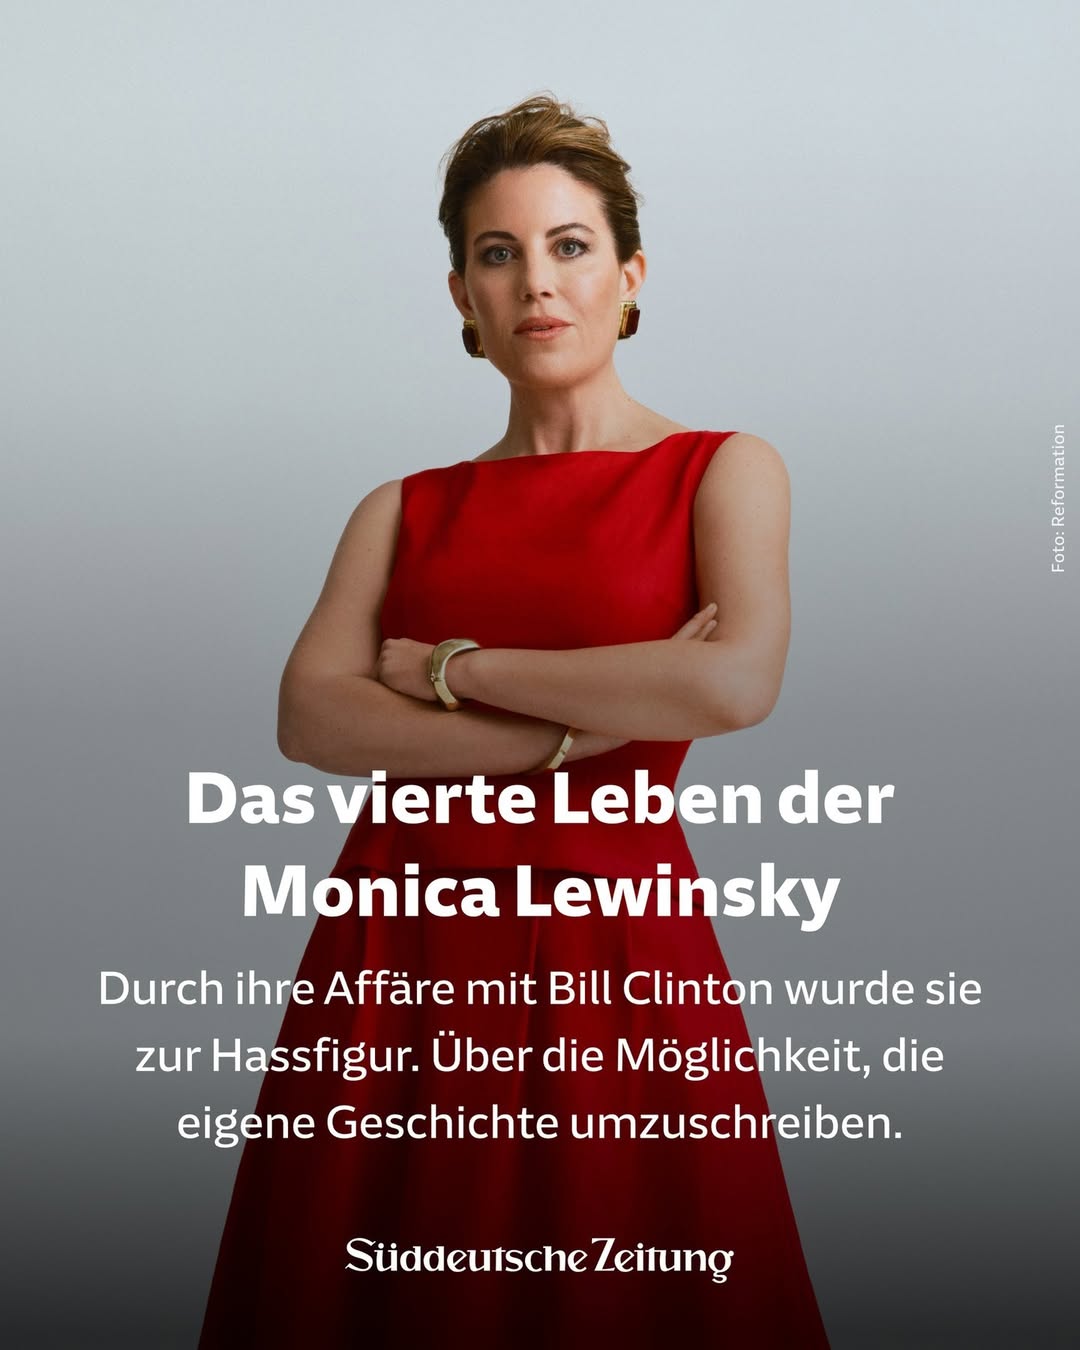 Foto: Reformation
Das vierte Leben der
Monica Lewinsky
Durch ihre Affäre mit Bill Clinton wurde sie
zur Hassfigur. Über die Möglichkeit, die
eigene Geschichte umzuschreiben.
Süddeutsche Zeitung